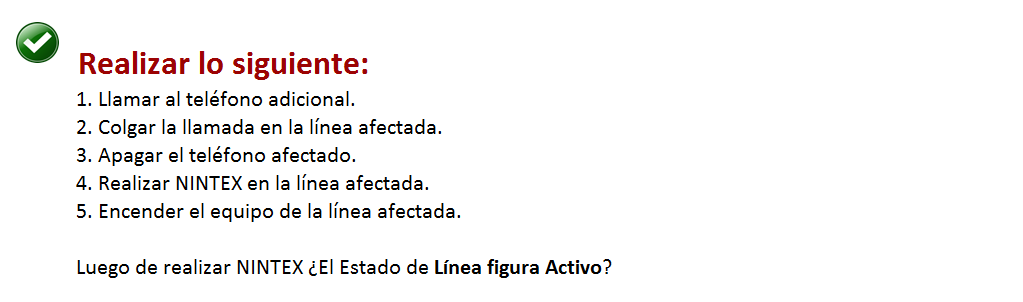 Realizar lo siguiente:
1. Llamar al teléfono adicional.
2. Colgar la llamada en la línea afectada.
3. Apagar el teléfono afectado.
4. Realizar NINTEX en la línea afectada.
5. Encender el equipo de la línea afectada.
Luego de realizar NINTEX ¿El Estado de Línea figura Activo?